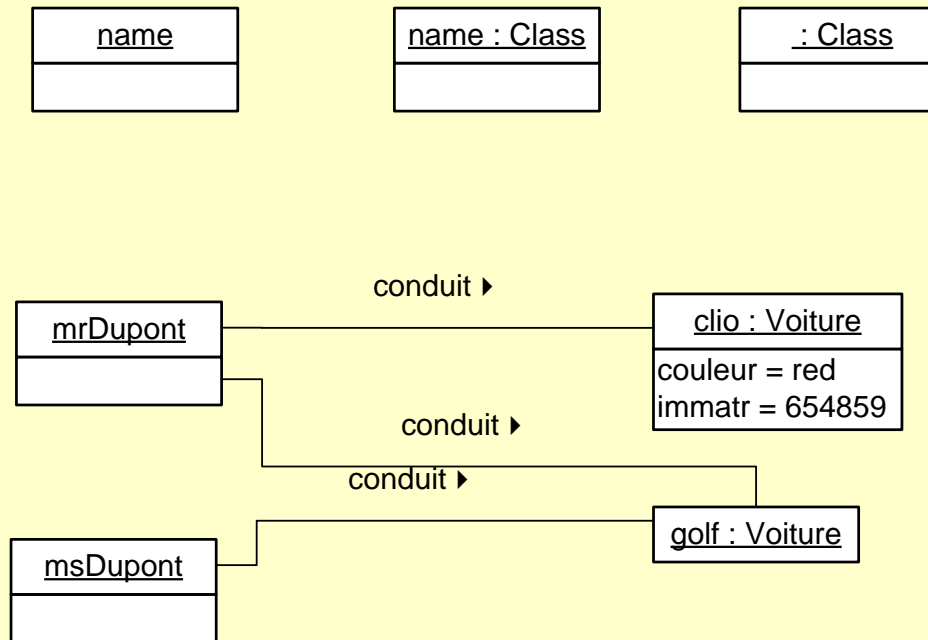 name
name : Class
: Class
conduit ▸
mrDupont
clio : Voiture
couleur = red
immatr = 654859
conduit ▸
conduit ▸
golf : Voiture
msDupont